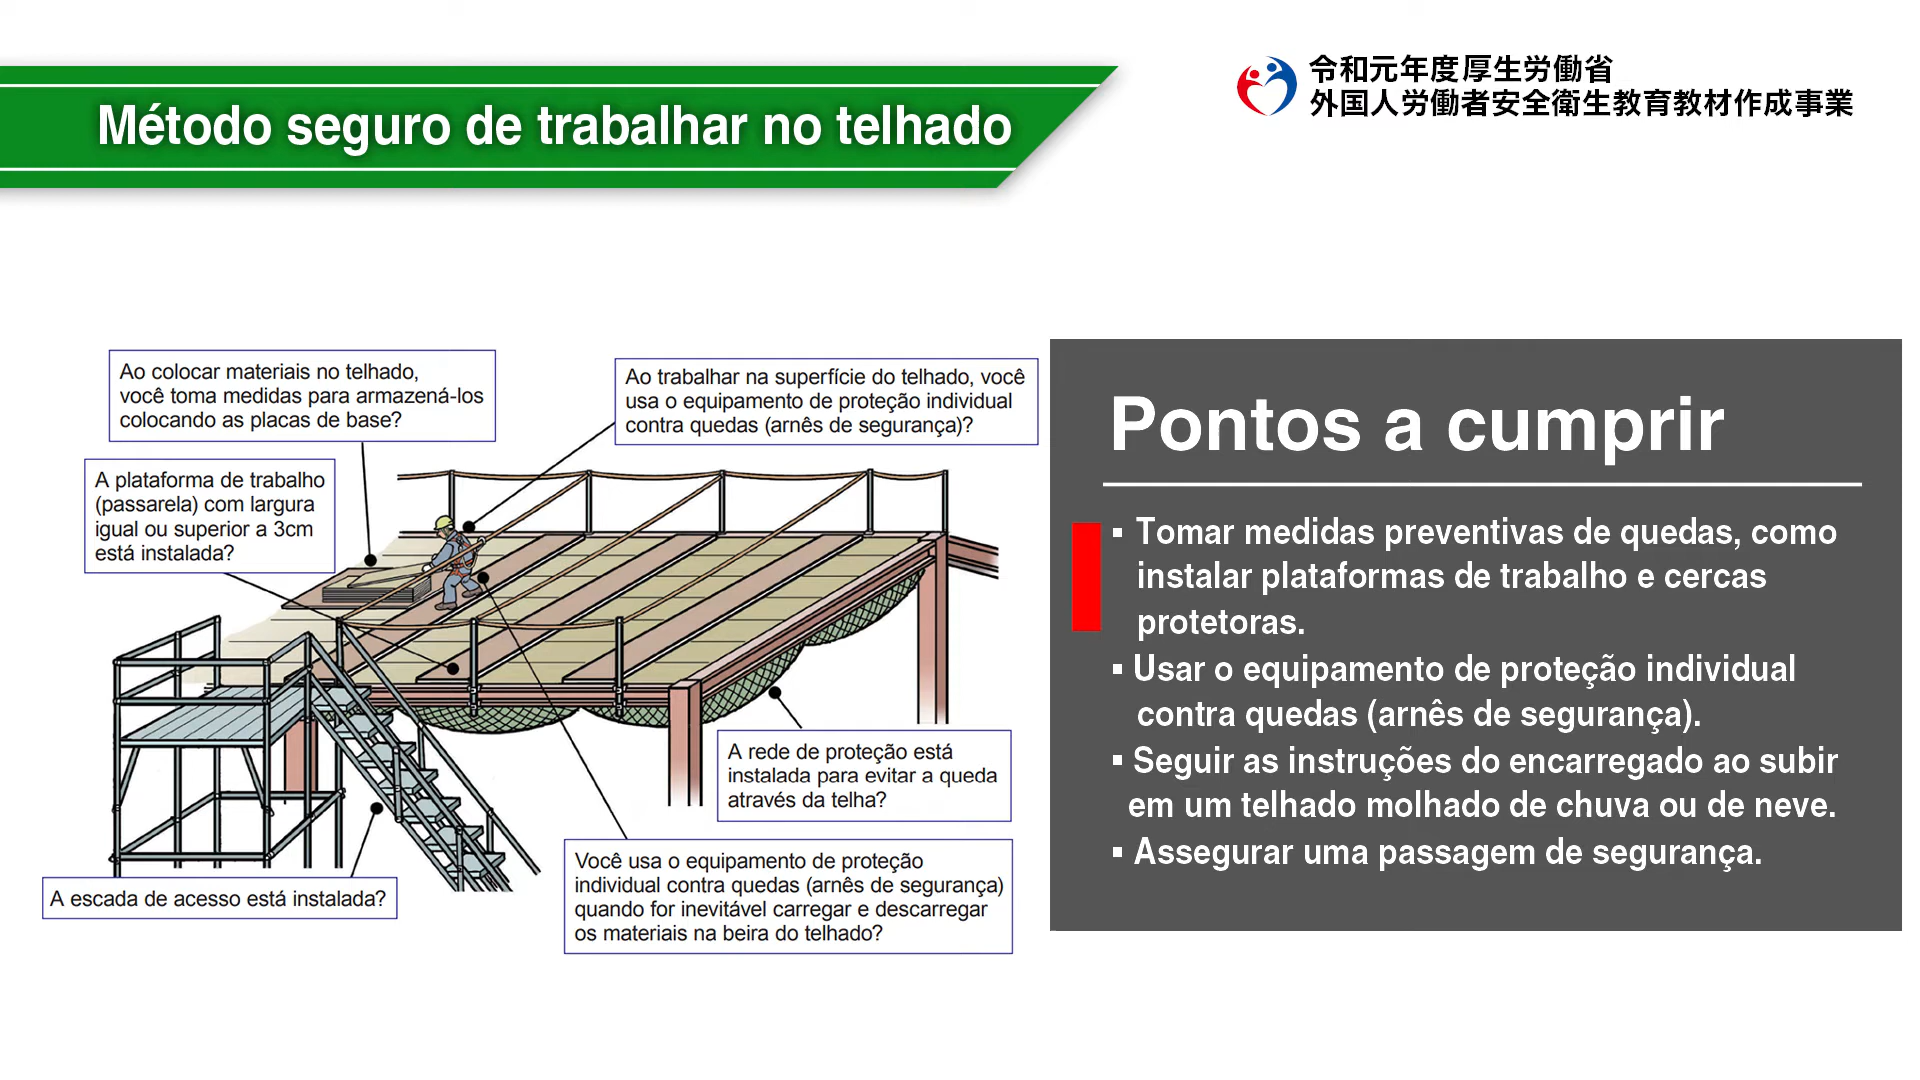 Método seguro de trabalhar no telhado
令和元年度厚生労働省
外国人労働者安全衛生教育教材作成事業
Ao colocar materiais no telhado,
você toma medidas para armazená-los
colocando as placas de base?
Ao trabalhar na superfície do telhado, você
usa o equipamento de proteção individual
contra quedas (arnês de segurança)?
A plataforma de trabalho
(passarela) com largura
igual ou superior a 3cm
está instalada?
A rede de proteção está
instalada para evitar a queda
através da telha?
Você usa o equipamento de proteção
individual contra quedas (arnês de segurança)
quando for inevitável carregar e descarregar
os materiais na beira do telhado?
A escada de acesso está instalada?
Pontos a cumprir
▪ Tomar medidas preventivas de quedas, como
instalar plataformas de trabalho e cercas
protetoras.
▪ Usar o equipamento de proteção individual
contra quedas (arnês de segurança).
▪ Seguir as instruções do encarregado ao subir
em um telhado molhado de chuva ou de neve.
▪ Assegurar uma passagem de segurança.